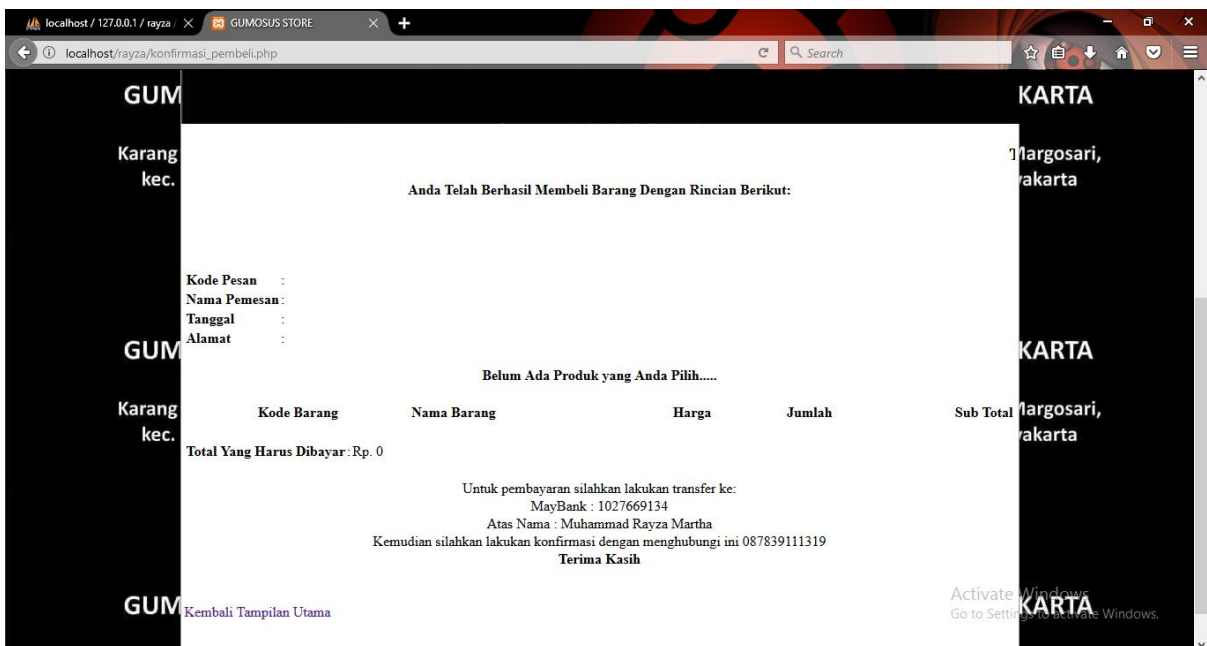 localhost / 127.0.0.1 / rayza /
GUMOSUS STORE
localhost/rayza/konfirmasi_pembeli.php
Search
GUM
KARTA
Karang
Margosari,
kec.
akarta
Anda Telah Berhasil Membeli Barang Dengan Rincian Berikut:
Kode Pesan :
Nama Pemesan :
Tanggal :
Alamat :
GUM
KARTA
Belum Ada Produk yang Anda Pilih.....
Karang
Margosari,
kec.
akarta
Kode Barang Nama Barang Harga Jumlah Sub Total
Total Yang Harus Dibayar : Rp. 0
Untuk pembayaran silahkan lakukan transfer ke:
MayBank : 1027669134
Atas Nama : Muhammad Rayza Martha
Kemudian silahkan lakukan konfirmasi dengan menghubungi ini 087839111319
Terima Kasih
GUM
KARTA
Kembali Tampilan Utama
Activate Windows
Go to Settings to activate Windows.